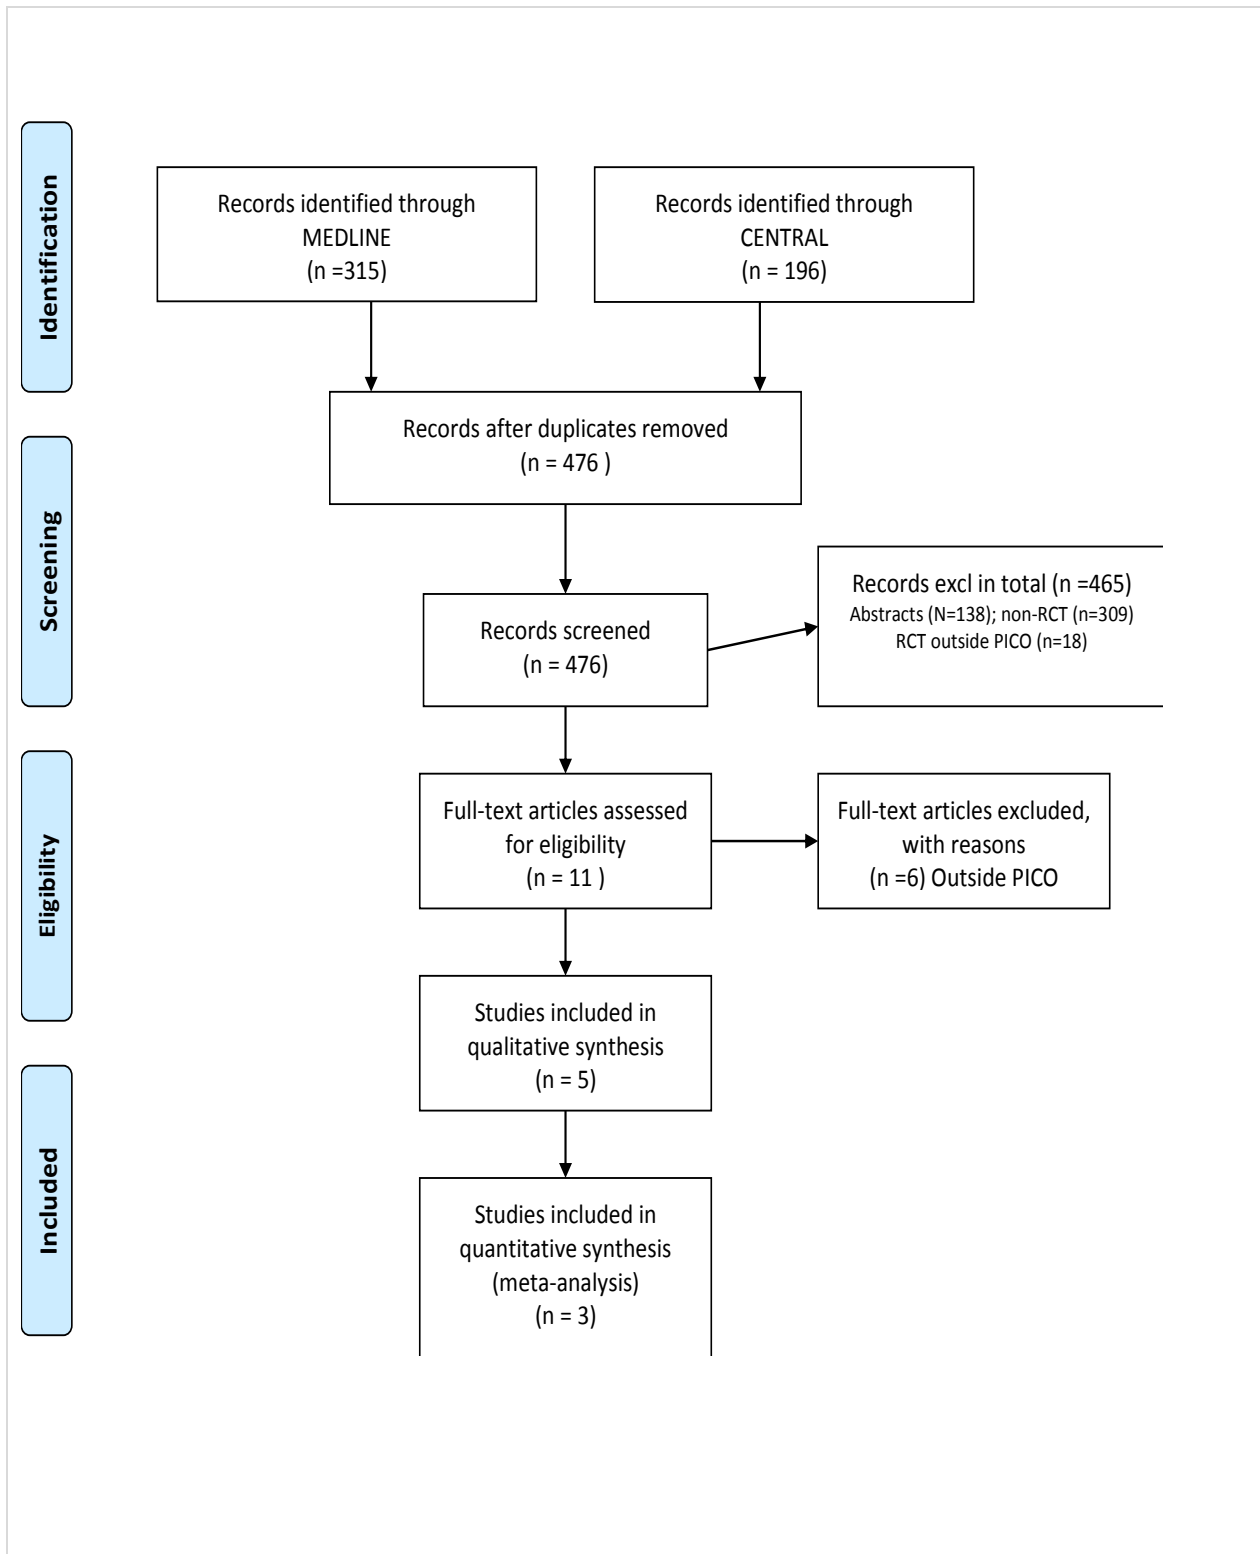 Identification
Records identified through
MEDLINE
(n =315)
Records identified through
CENTRAL
(n = 196)
Records after duplicates removed
(n = 476 )
Screening
Records screened
(n = 476)
Records excl in total (n =465)
Abstracts (N=138); non-RCT (n=309)
RCT outside PICO (n=18)
Eligibility
Full-text articles assessed
for eligibility
(n = 11 )
Full-text articles excluded,
with reasons
(n =6) Outside PICO
Studies included in
qualitative synthesis
(n = 5)
Included
Studies included in
quantitative synthesis
(meta-analysis)
(n = 3)